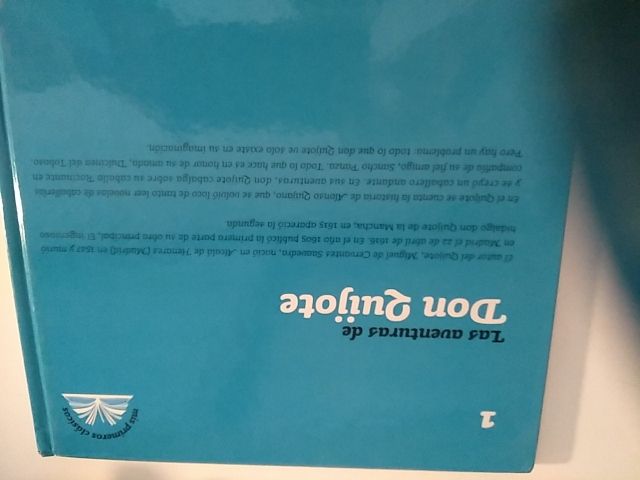 1
mis primeros clásicos
Las aventuras de
Don Quijote
El autor del Quijote, Miguel de Cervantes Saavedra, nació en Alcalá de Henares (Madrid) en 1547 y murió
en Madrid el 22 de abril de 1616. En el año 1605 publicó la primera parte de su obra principal, El ingenioso
hidalgo don Quijote de la Mancha, en 1615 apareció la segunda.
En el Quijote se cuenta la historia de Alonso Quijano, que se volvió loco de tanto leer novelas de caballerías
y se creyó un caballero andante. En sus aventuras, don Quijote cabalga sobre su caballo Rocinante en
compañía de su fiel amigo, Sancho Panza. Todo lo que hace es en honor de su amada, Dulcinea del Toboso.
Pero hay un problema: todo lo que don Quijote ve solo existe en su imaginación.